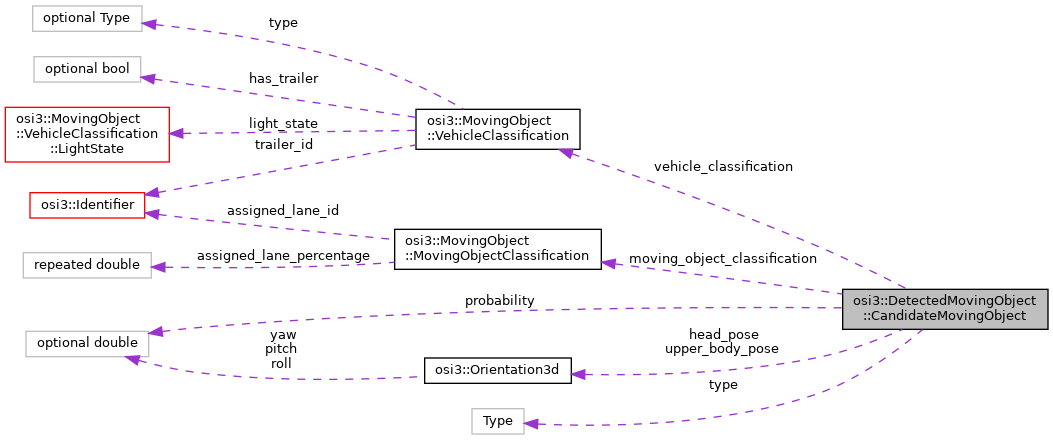 optional Type
type
optional bool
has_trailer
osi3::MovingObject
::VehicleClassification
::LightState
light_state
osi3::MovingObject
::VehicleClassification
trailer_id
vehicle_classification
osi3::Identifier
assigned_lane_id
osi3::MovingObject
::MovingObjectClassification
repeated double
assigned_lane_percentage
moving_object_classification
osi3::DetectedMovingObject
::CandidateMovingObject
probability
optional double
yaw
pitch
roll
head_pose
upper_body_pose
osi3::Orientation3d
type
Type